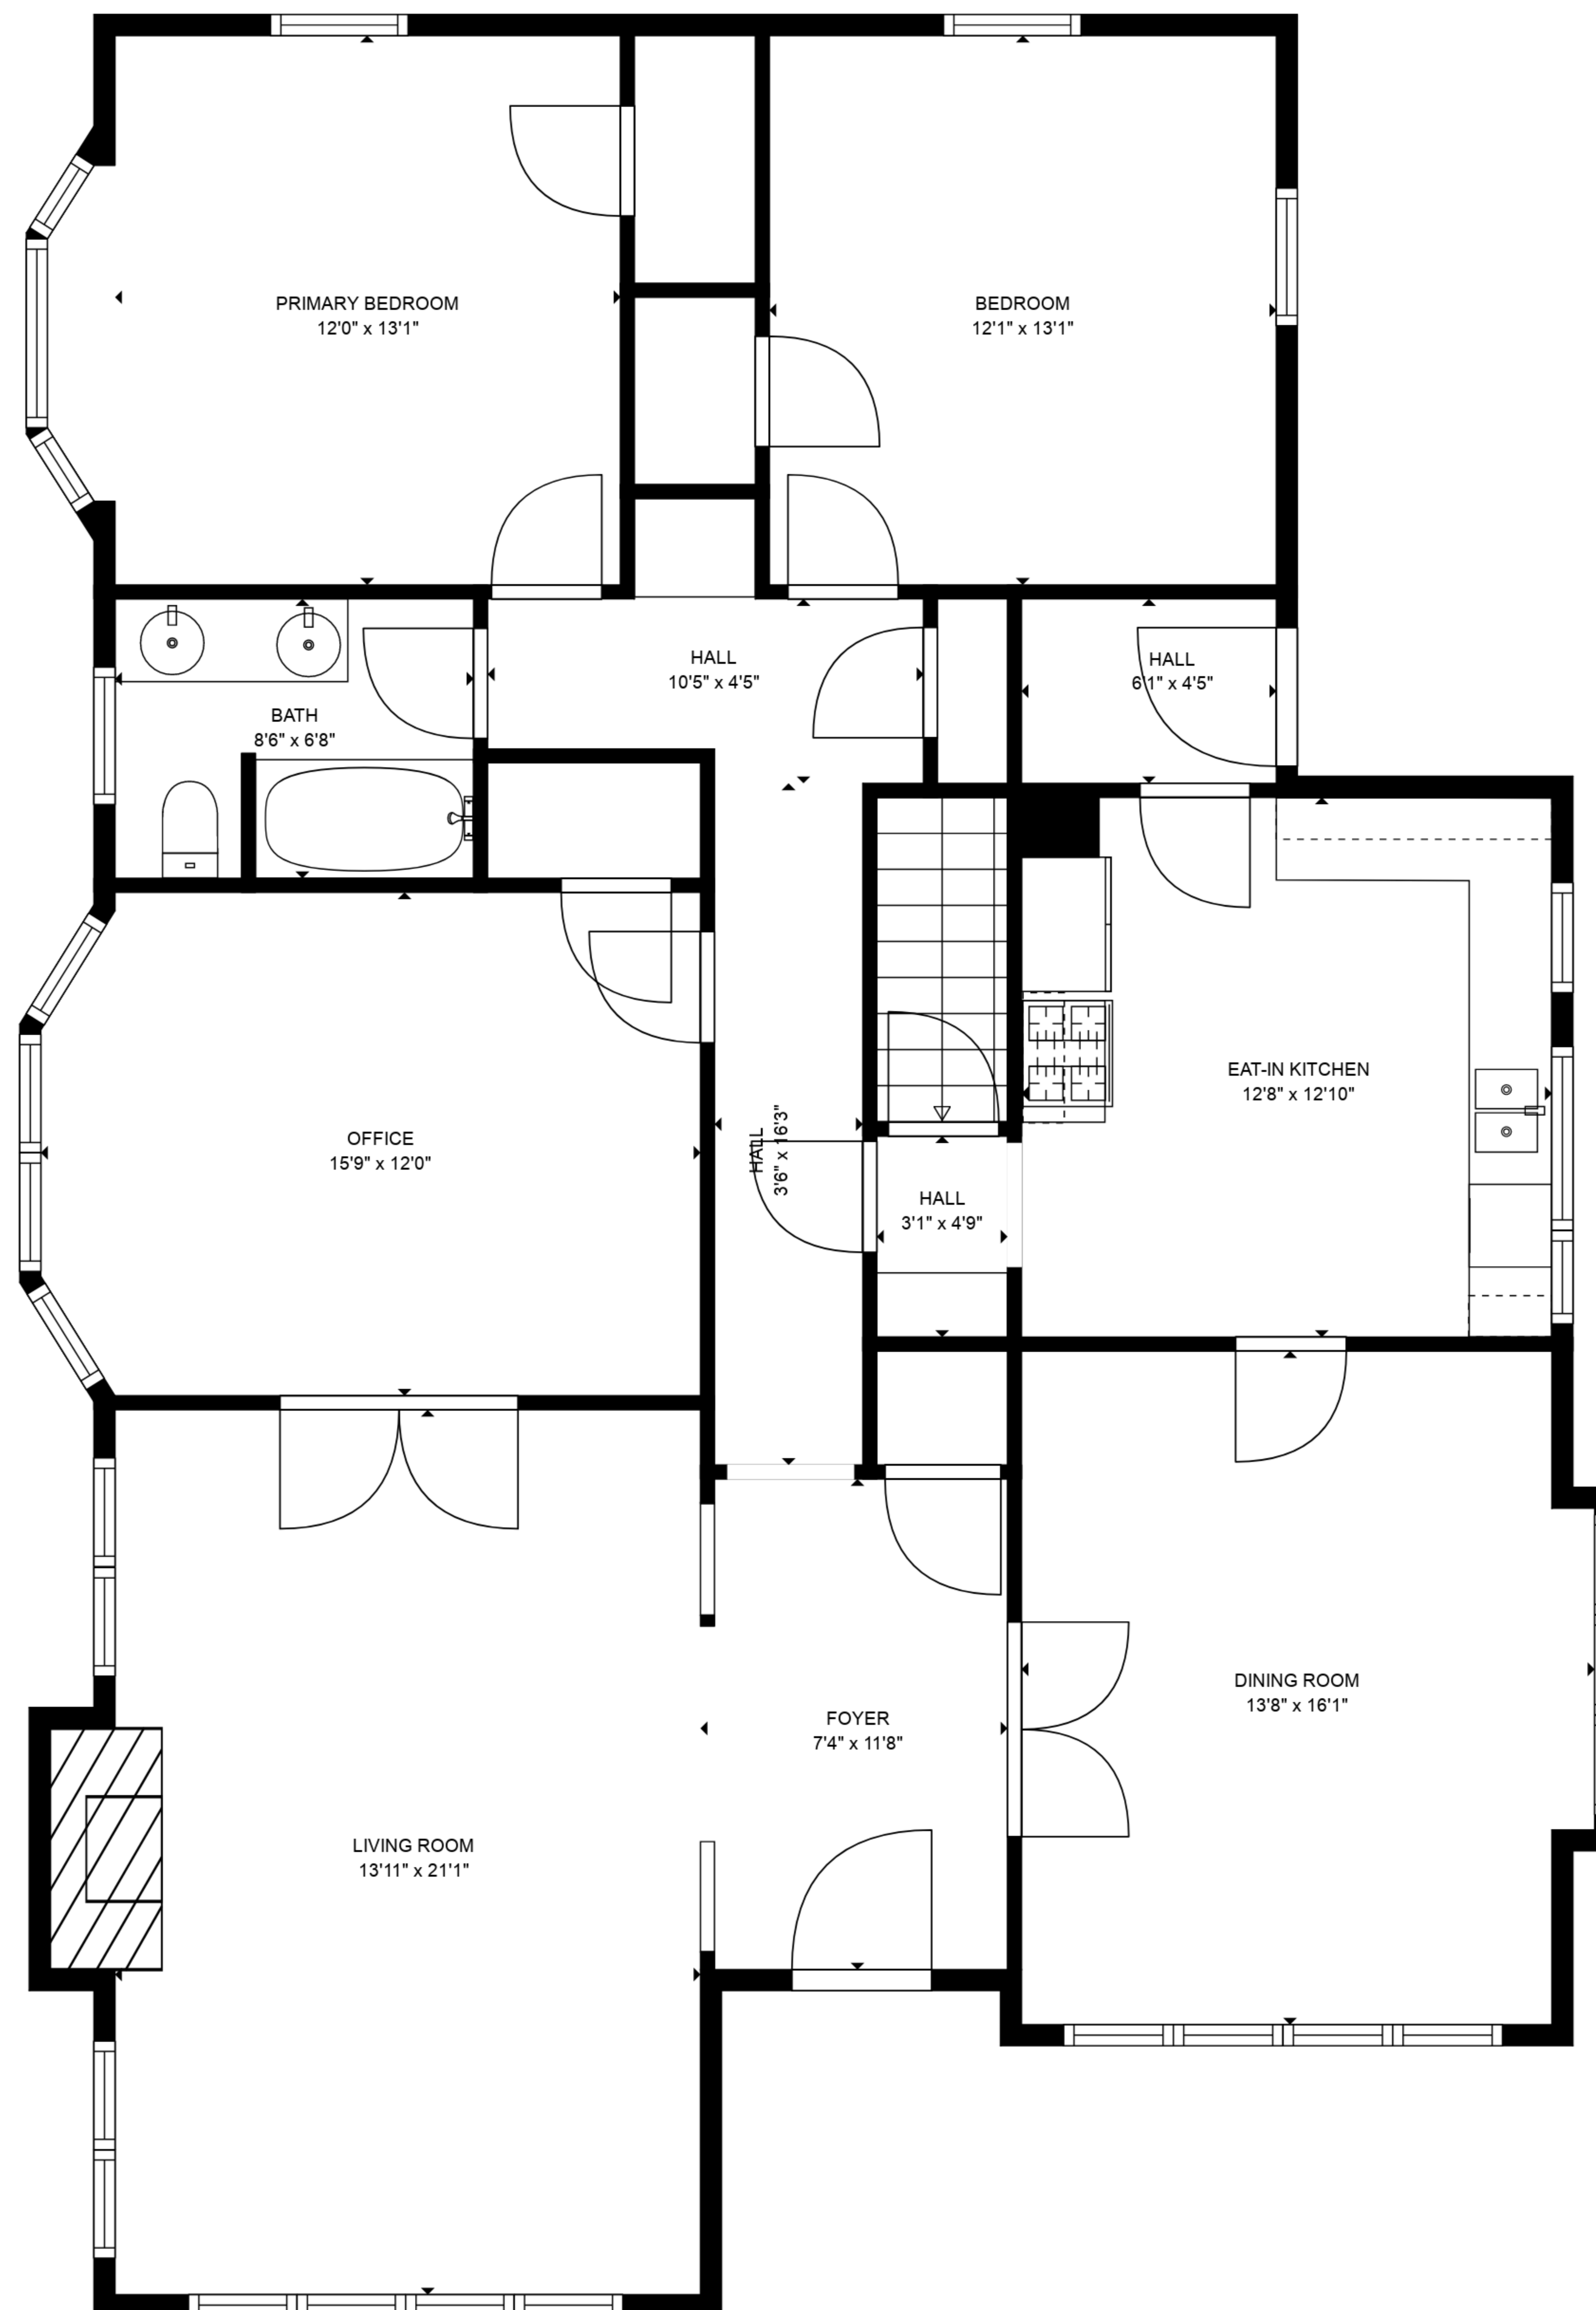 PRIMARY BEDROOM
12'0" x 13'1"
BEDROOM
12'1" x 13'1"
HALL
10'5" x 4'5"
HALL
6'1" x 4'5"
BATH
8'6" x 6'8"
EAT-IN KITCHEN
12'8" x 12'10"
OFFICE
15'9" x 12'0"
HALL
3'6" x 16'3"
HALL
3'1" x 4'9"
DINING ROOM
13'8" x 16'1"
FOYER
7'4" x 11'8"
LIVING ROOM
13'11" x 21'1"